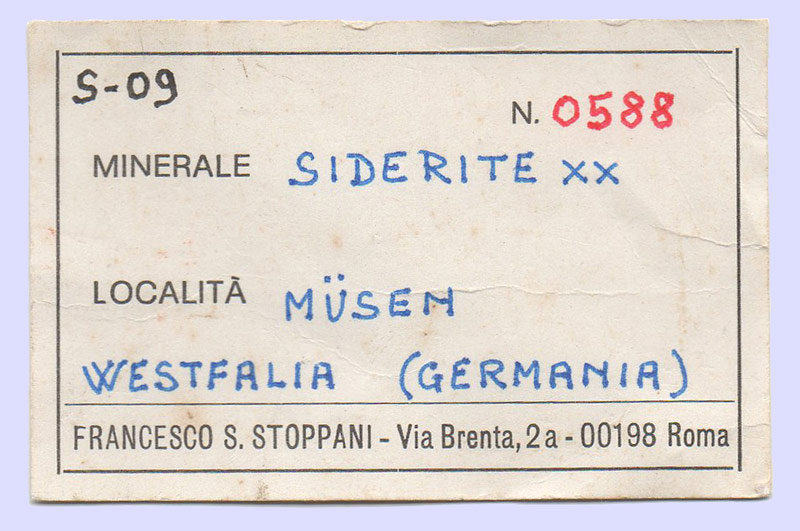 S-09
N. 0588
MINERALE SIDERITE xx
LOCALITÀ MÜSEN
WESTFALIA (GERMANIA)
FRANCESCO S. STOPPANI - Via Brenta, 2a - 00198 Roma